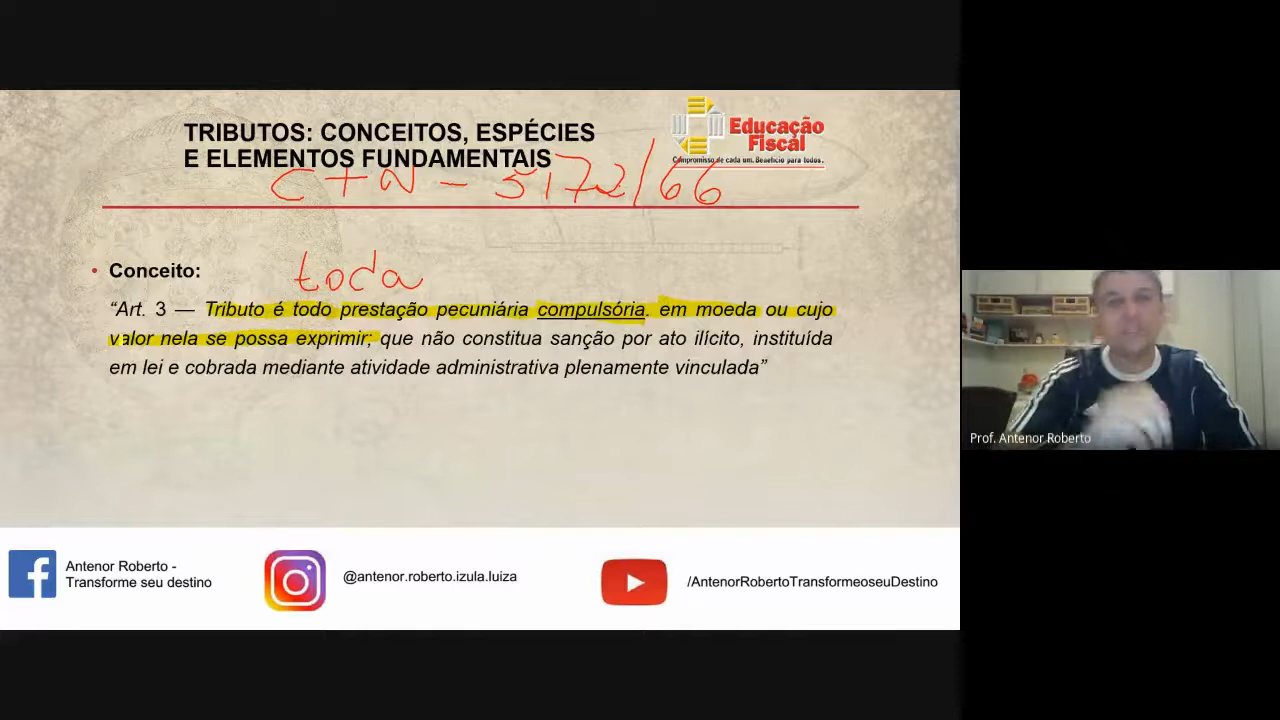 TRIBUTOS: CONCEITOS, ESPÉCIES
E ELEMENTOS FUNDAMENTAIS
Educação
Fiscal
Compromisso de cada um. Benefício para todos.
CTN - 5172/66
• Conceito:
toda
“Art. 3 — Tributo é todo prestação pecuniária compulsória. em moeda ou cujo
valor nela se possa exprimir; que não constitua sanção por ato ilícito, instituída
em lei e cobrada mediante atividade administrativa plenamente vinculada”
Prof. Antenor Roberto
Antenor Roberto -
Transforme seu destino
@antenor.roberto.izula.luiza
/AntenorRobertoTransformeoseuDestino